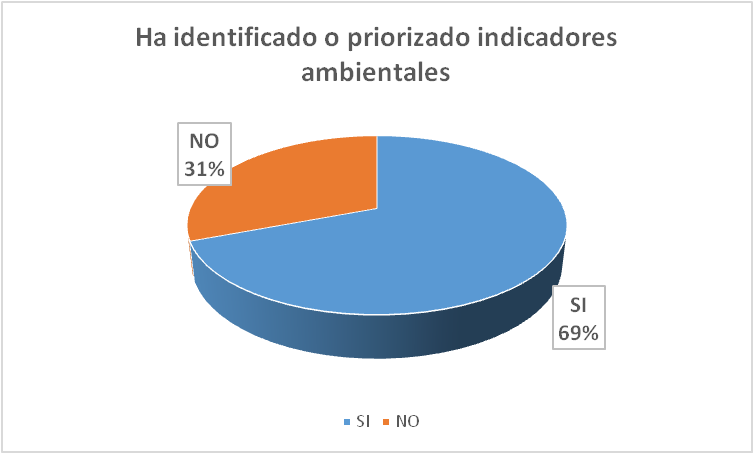 Ha identificado o priorizado indicadores
ambientales
NO
31%
SI
69%
SI NO